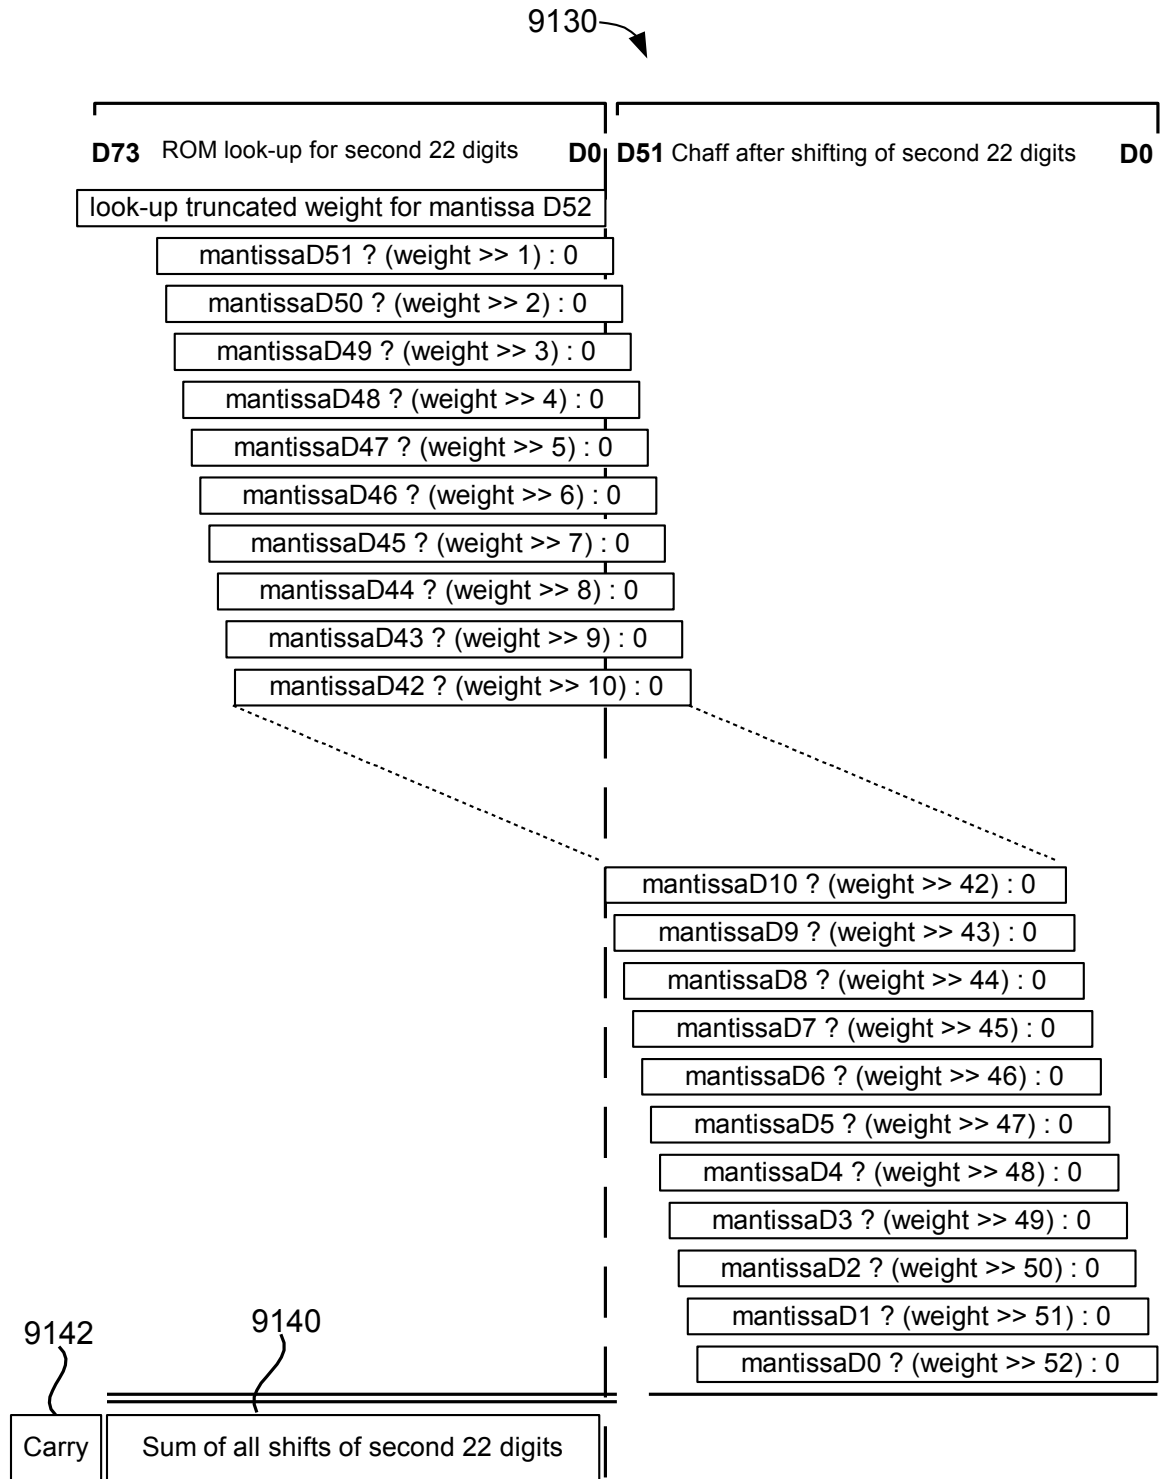 9130
D73 ROM look-up for second 22 digits D0 D51 Chaff after shifting of second 22 digits D0
look-up truncated weight for mantissa D52
mantissaD51 ? (weight >> 1) : 0
mantissaD50 ? (weight >> 2) : 0
mantissaD49 ? (weight >> 3) : 0
mantissaD48 ? (weight >> 4) : 0
mantissaD47 ? (weight >> 5) : 0
mantissaD46 ? (weight >> 6) : 0
mantissaD45 ? (weight >> 7) : 0
mantissaD44 ? (weight >> 8) : 0
mantissaD43 ? (weight >> 9) : 0
mantissaD42 ? (weight >> 10) : 0
mantissaD10 ? (weight >> 42) : 0
mantissaD9 ? (weight >> 43) : 0
mantissaD8 ? (weight >> 44) : 0
mantissaD7 ? (weight >> 45) : 0
mantissaD6 ? (weight >> 46) : 0
mantissaD5 ? (weight >> 47) : 0
mantissaD4 ? (weight >> 48) : 0
mantissaD3 ? (weight >> 49) : 0
mantissaD2 ? (weight >> 50) : 0
mantissaD1 ? (weight >> 51) : 0
mantissaD0 ? (weight >> 52) : 0
9142 9140
Carry Sum of all shifts of second 22 digits